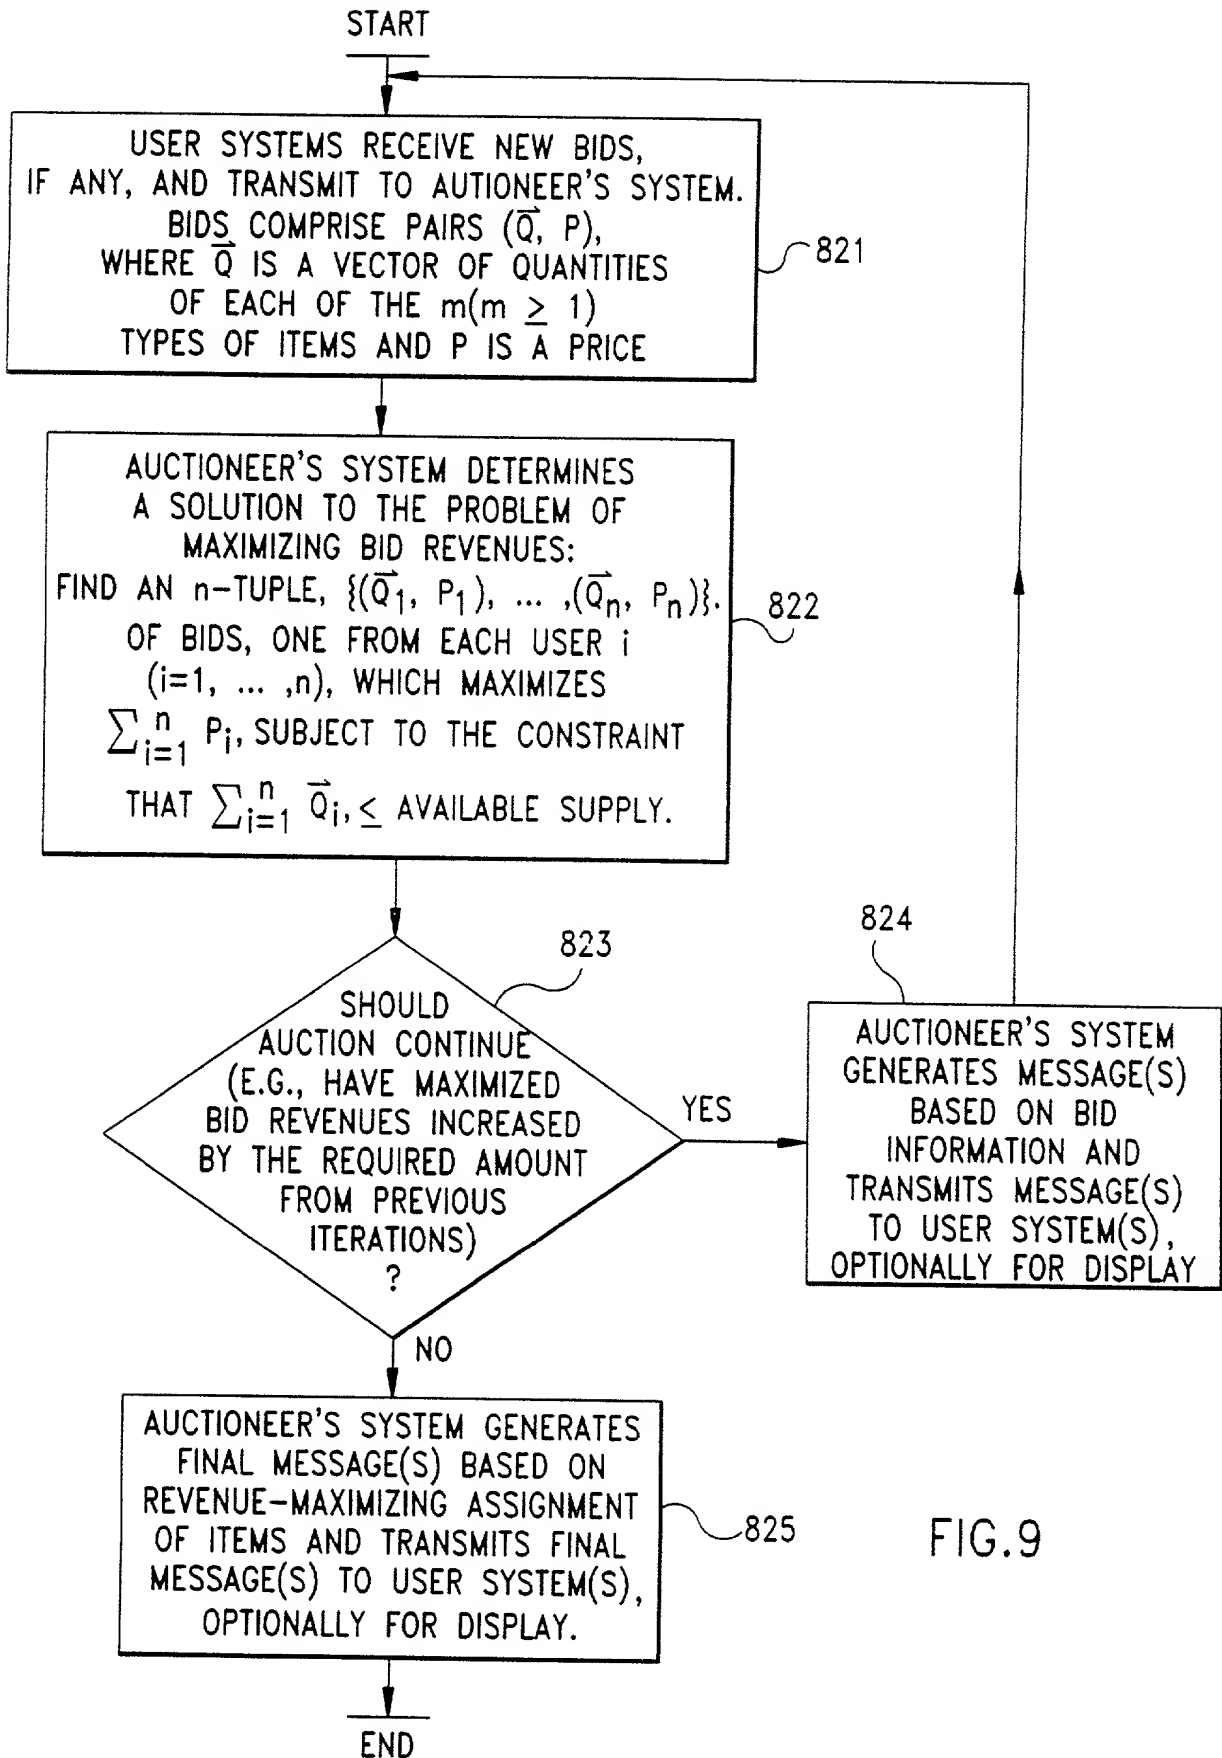 START
USER SYSTEMS RECEIVE NEW BIDS,
IF ANY, AND TRANSMIT TO AUTIONEER'S SYSTEM.
BIDS COMPRISE PAIRS (Q⃗, P),
WHERE Q⃗ IS A VECTOR OF QUANTITIES
OF EACH OF THE m(m ≥ 1)
TYPES OF ITEMS AND P IS A PRICE
821
AUCTIONEER'S SYSTEM DETERMINES
A SOLUTION TO THE PROBLEM OF
MAXIMIZING BID REVENUES:
FIND AN n-TUPLE, {(Q⃗₁, P₁), ... ,(Q⃗ₙ, Pₙ)}.
OF BIDS, ONE FROM EACH USER i
(i=1, ... ,n), WHICH MAXIMIZES
∑ⁿᵢ₌₁ Pᵢ, SUBJECT TO THE CONSTRAINT
THAT ∑ⁿᵢ₌₁ Q⃗ᵢ, ≤ AVAILABLE SUPPLY.
822
SHOULD
AUCTION CONTINUE
(E.G., HAVE MAXIMIZED
BID REVENUES INCREASED
BY THE REQUIRED AMOUNT
FROM PREVIOUS
ITERATIONS)
?
823
YES
824
AUCTIONEER'S SYSTEM
GENERATES MESSAGE(S)
BASED ON BID
INFORMATION AND
TRANSMITS MESSAGE(S)
TO USER SYSTEM(S),
OPTIONALLY FOR DISPLAY
NO
AUCTIONEER'S SYSTEM GENERATES
FINAL MESSAGE(S) BASED ON
REVENUE-MAXIMIZING ASSIGNMENT
OF ITEMS AND TRANSMITS FINAL
MESSAGE(S) TO USER SYSTEM(S),
OPTIONALLY FOR DISPLAY.
825
FIG.9
END